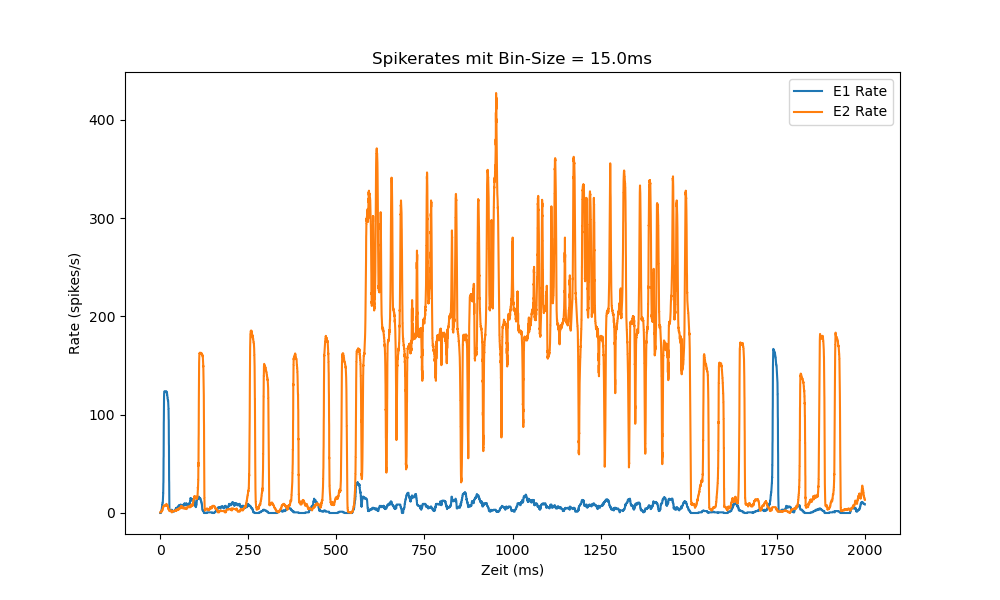 Spikerates mit Bin-Size = 15.0ms
E1 Rate
E2 Rate
400
300
200
100
0
Rate (spikes/s)
0 250 500 750 1000 1250 1500 1750 2000
Zeit (ms)